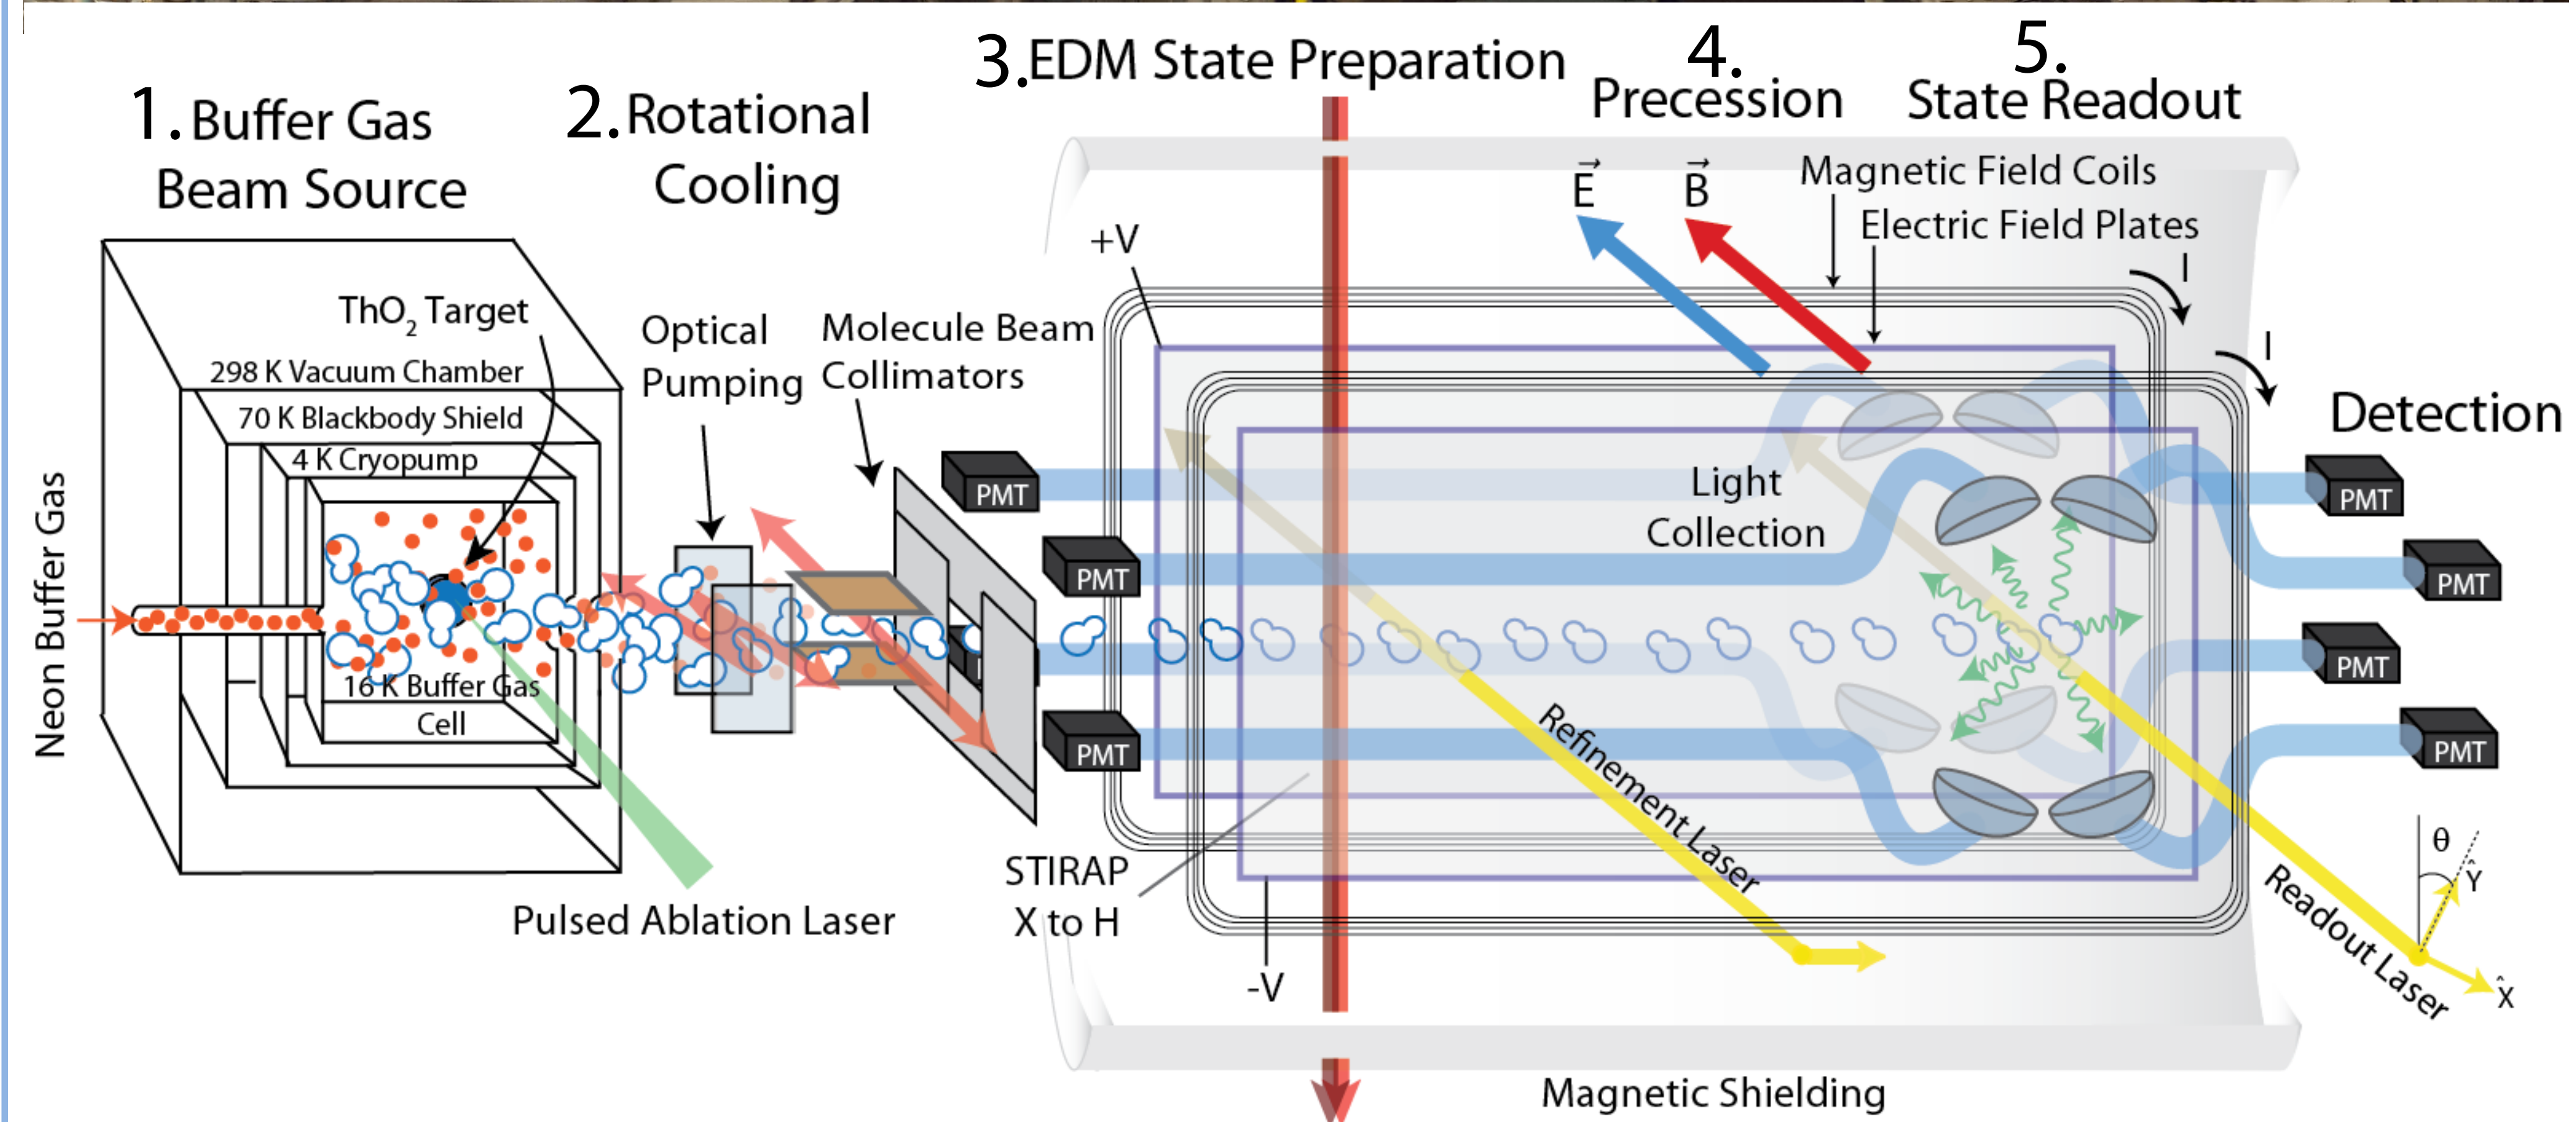 1. Buffer Gas
Beam Source
2. Rotational
Cooling
3. EDM State Preparation
4.
Precession
5.
State Readout
ThO₂ Target
298 K Vacuum Chamber
70 K Blackbody Shield
4 K Cryopump
16 K Buffer Gas
Cell
Neon Buffer Gas
Pulsed Ablation Laser
Optical
Pumping
Molecule Beam
Collimators
+V
E⃗
B⃗
Magnetic Field Coils
Electric Field Plates
I
I
Detection
PMT
PMT
PMT
PMT
PMT
PMT
PMT
Light
Collection
Refinement Laser
Readout Laser
STIRAP
X to H
-V
θ
Ŷ
X̂
Magnetic Shielding